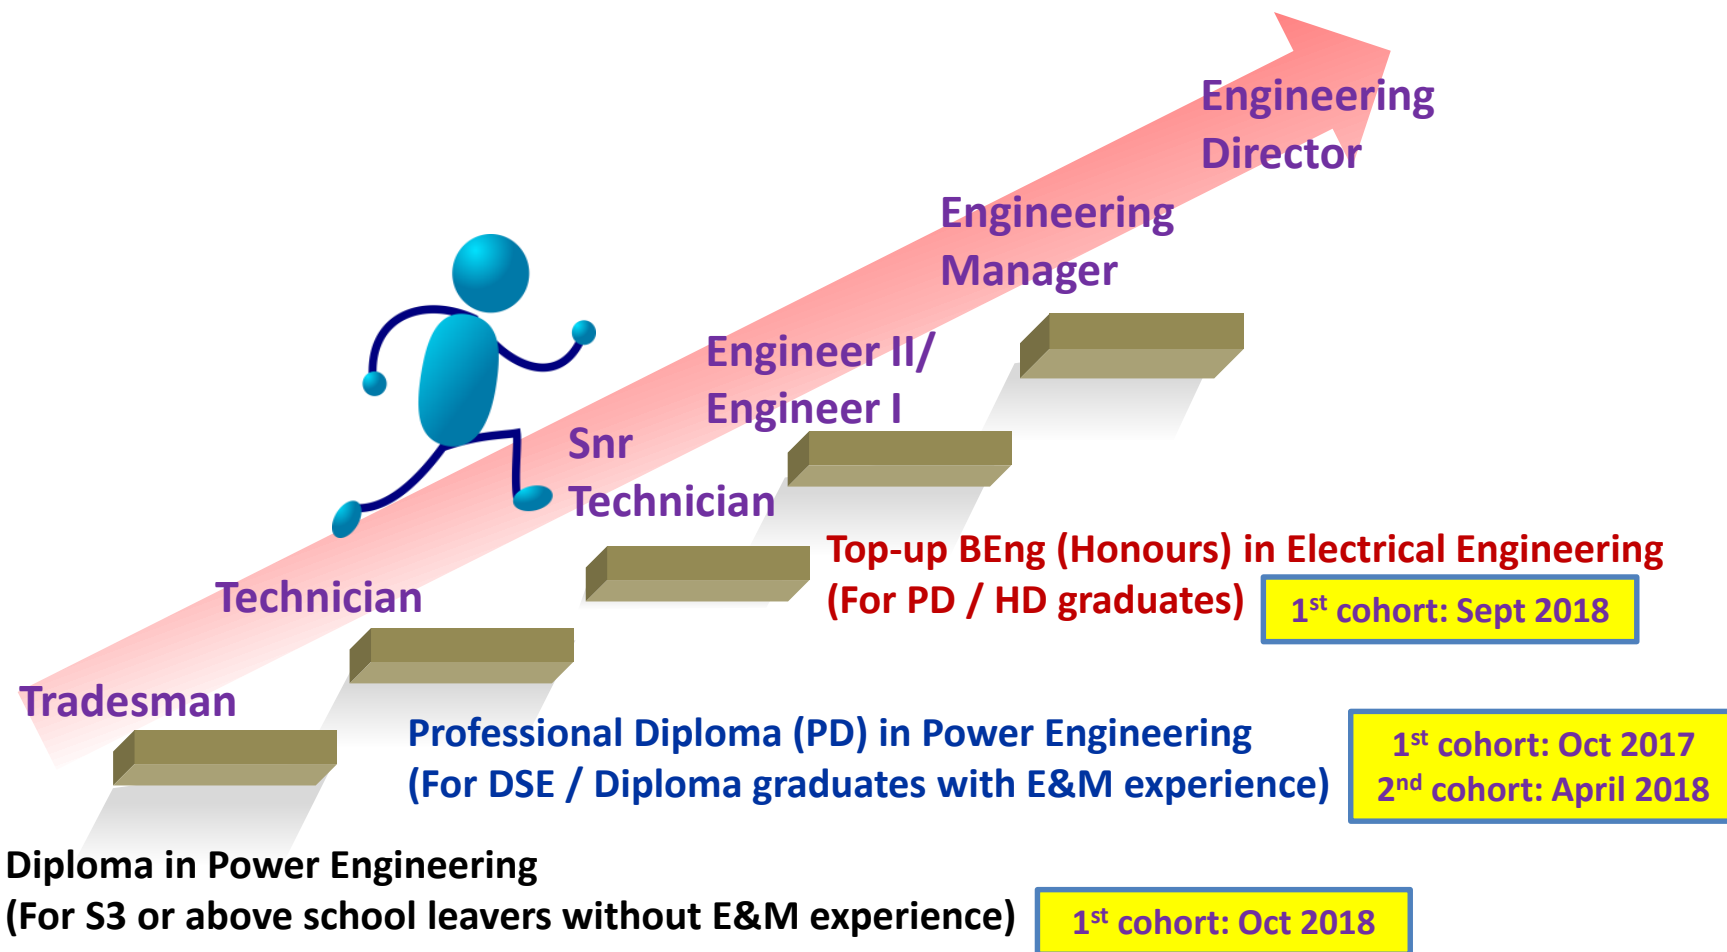 Engineering
Director
Engineering
Manager
Engineer II/
Engineer I
Snr
Technician
Top-up BEng (Honours) in Electrical Engineering
(For PD / HD graduates)
1st cohort: Sept 2018
Technician
Tradesman
Professional Diploma (PD) in Power Engineering
(For DSE / Diploma graduates with E&M experience)
1st cohort: Oct 2017
2nd cohort: April 2018
Diploma in Power Engineering
(For S3 or above school leavers without E&M experience)
1st cohort: Oct 2018